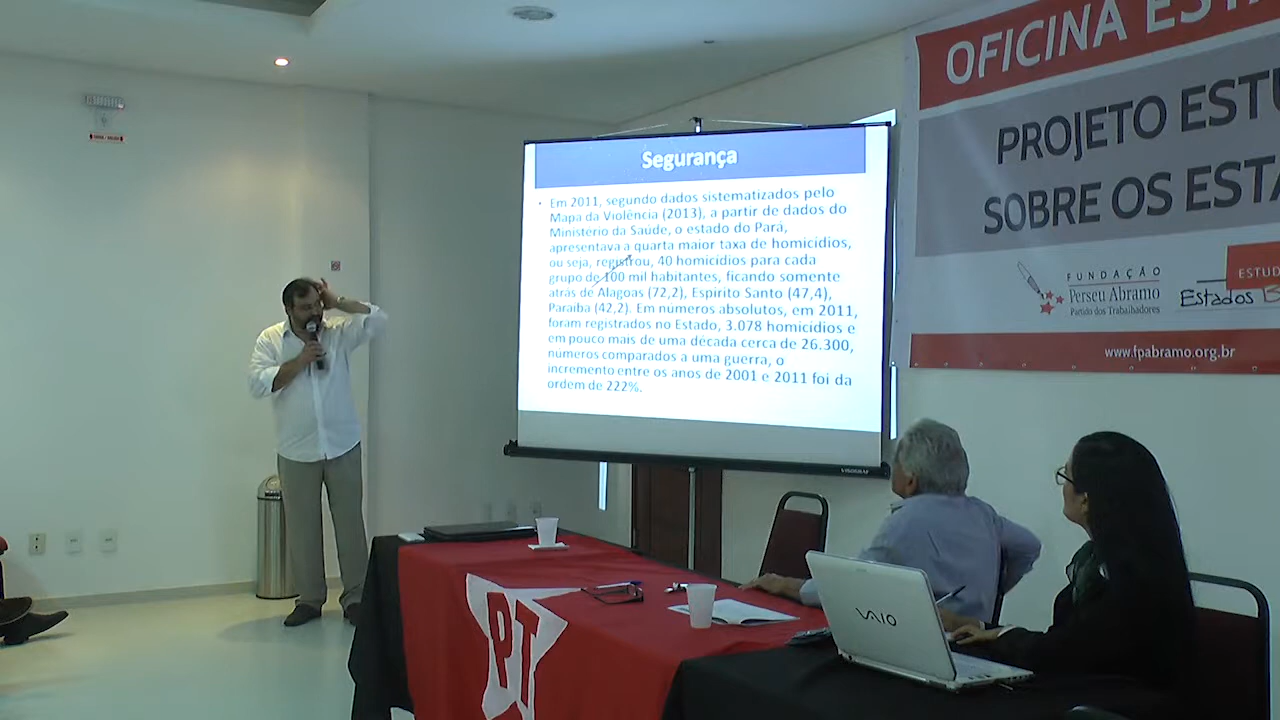 Segurança
• Em 2011, segundo dados sistematizados pelo
Mapa da Violência (2013), a partir de dados do
Ministério da Saúde, o estado do Pará,
apresentava a quarta maior taxa de homicídios,
ou seja, registrou, 40 homicídios para cada
grupo de 100 mil habitantes, ficando somente
atrás de Alagoas (72,2), Espírito Santo (47,4),
Paraíba (42,2). Em números absolutos, em 2011,
foram registrados no Estado, 3.078 homicídios e
em pouco mais de uma década cerca de 26.300,
números comparados a uma guerra, o
incremento entre os anos de 2001 e 2011 foi da
ordem de 222%.
OFICINA ESTA
PROJETO ESTU
SOBRE OS ESTA
FUNDAÇÃO
Perseu Abramo
Partido dos Trabalhadores
ESTUD
Estados B
www.fpabramo.org.br
PT
VAIO